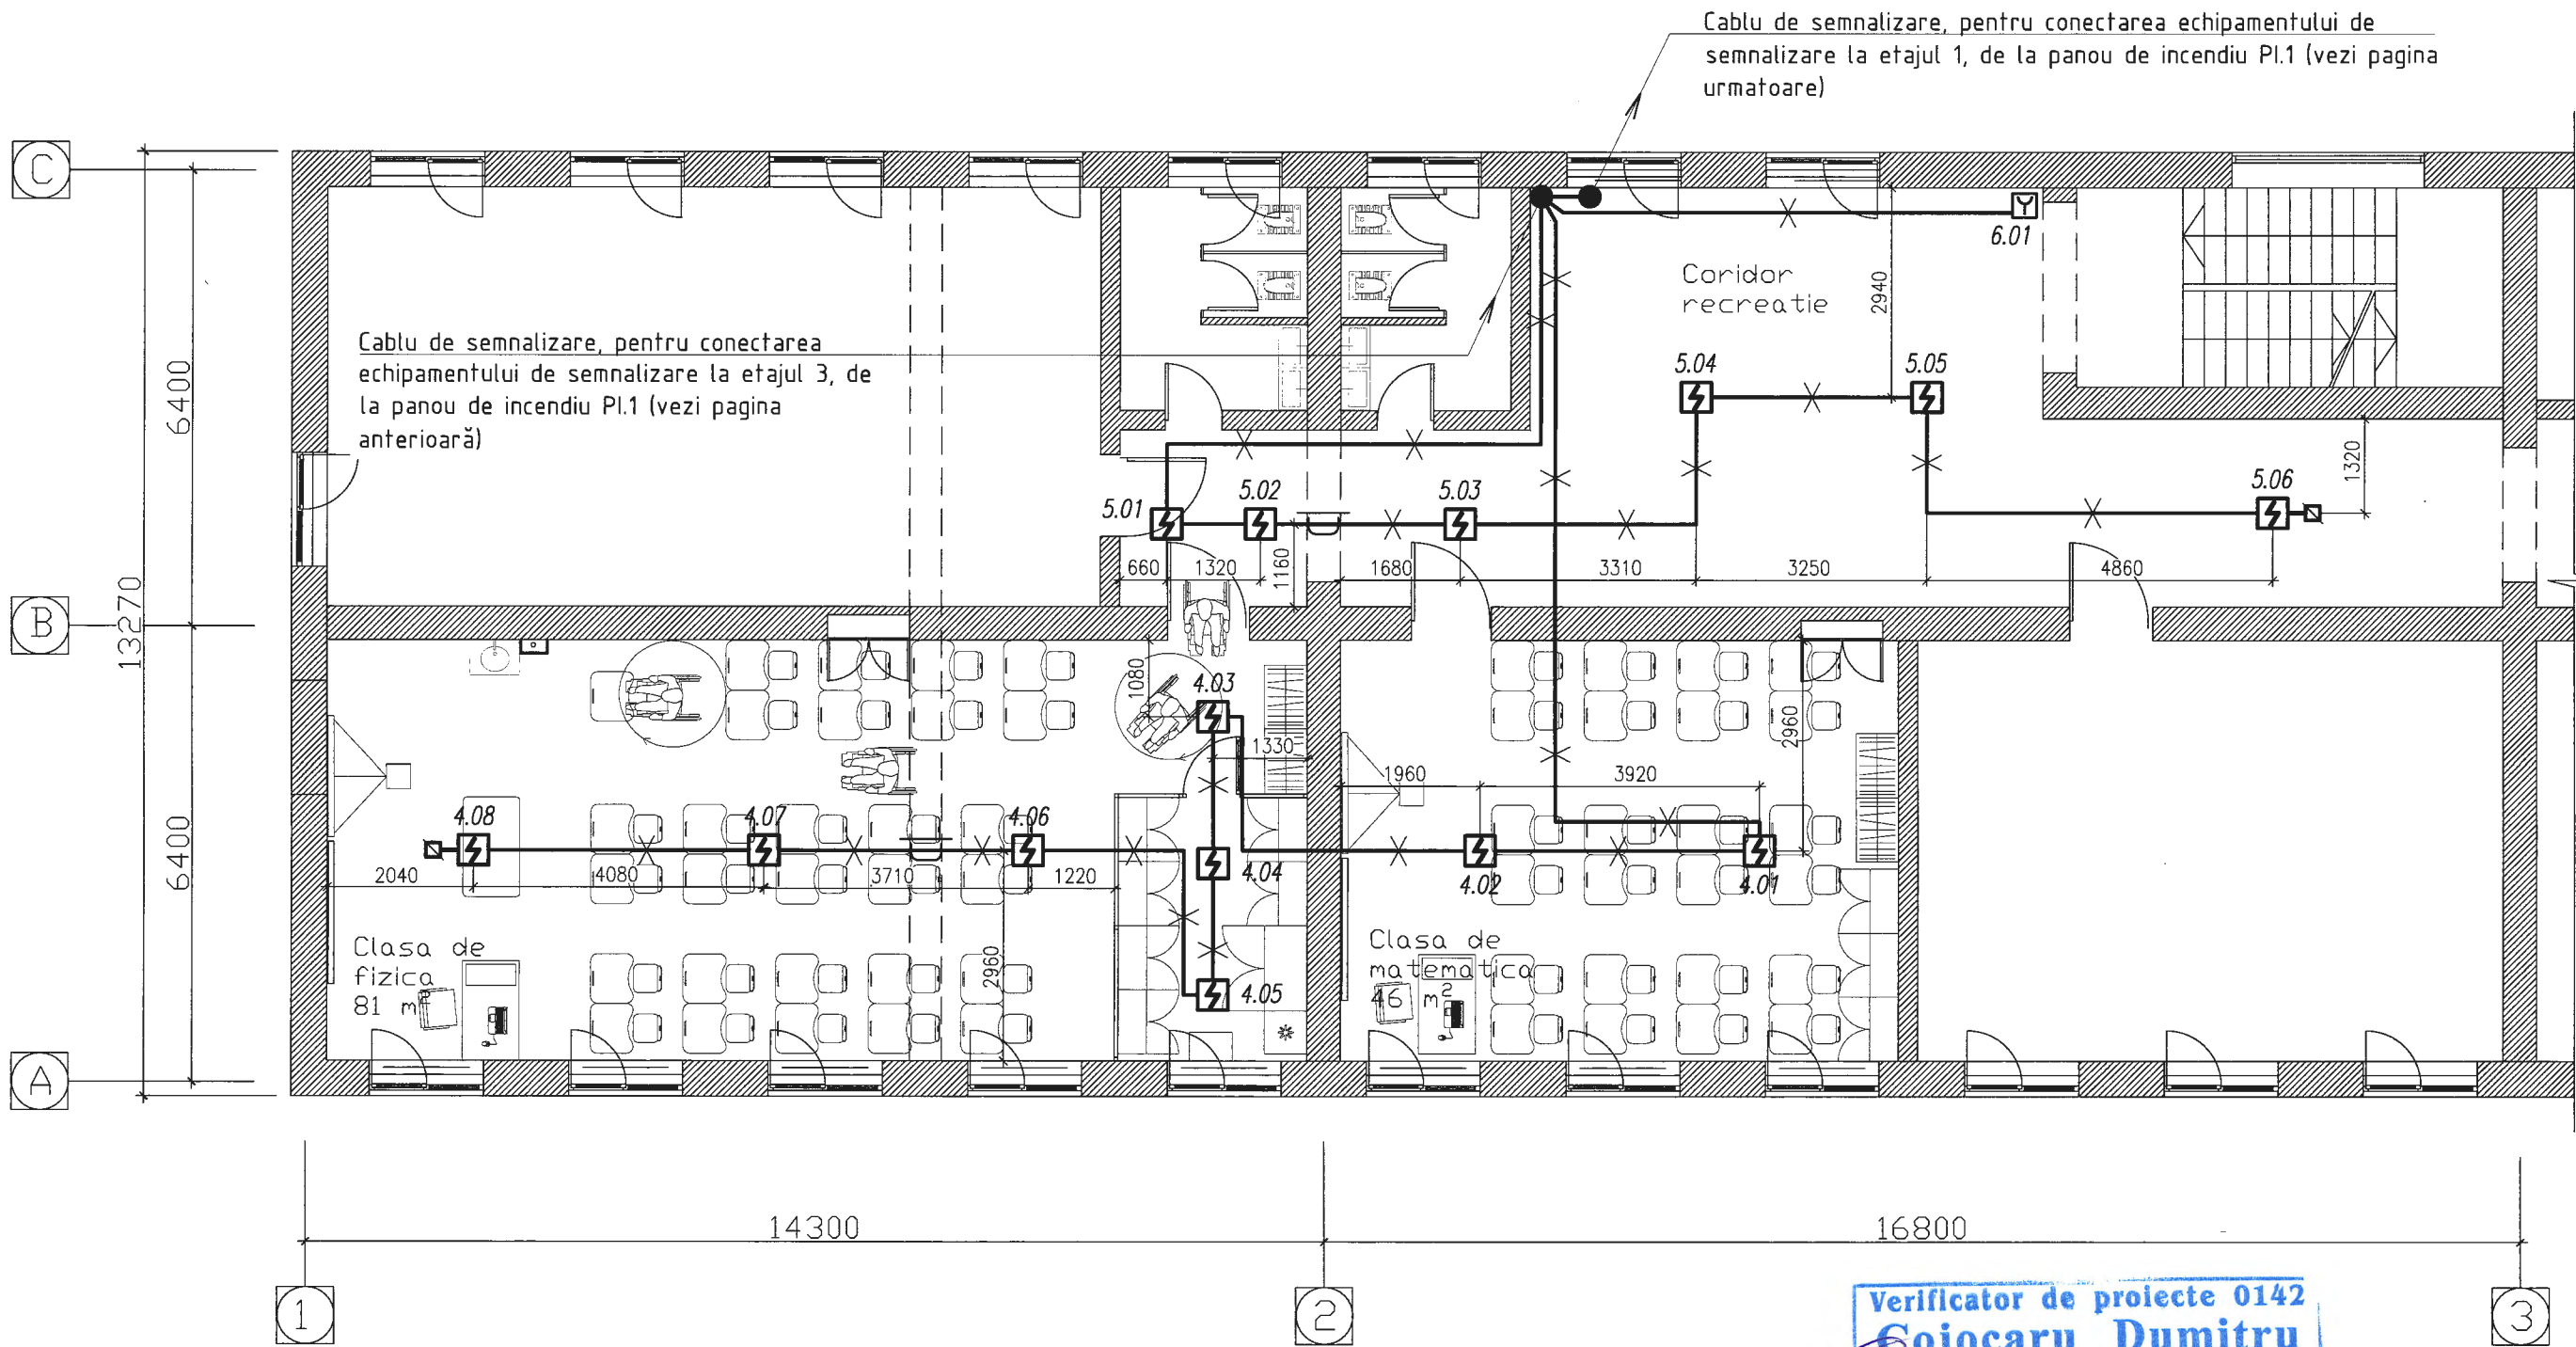 Cablu de semnalizare, pentru conectarea echipamentului de
semnalizare la etajul 1, de la panou de incendiu PI.1 (vezi pagina
urmatoare)
C
6.01
Coridor
recreatie
2940
Cablu de semnalizare, pentru conectarea
echipamentului de semnalizare la etajul 3, de
la panou de incendiu PI.1 (vezi pagina
anterioară)
6400
5.04
5.05
1320
5.01
5.02
5.03
5.06
660
1320
1160
1680
3310
3250
4860
B
13270
1080
4.03
2960
1330
1960
3920
6400
4.08
4.07
4.06
4.04
4.02
4.01
2040
4080
3710
1220
2960
Clasa de
fizica
81 m²
4.05
Clasa de
matematica
46 m²
A
14300
16800
1
2
3
Verificator de proiecte 0142
Cojocaru Dumitru